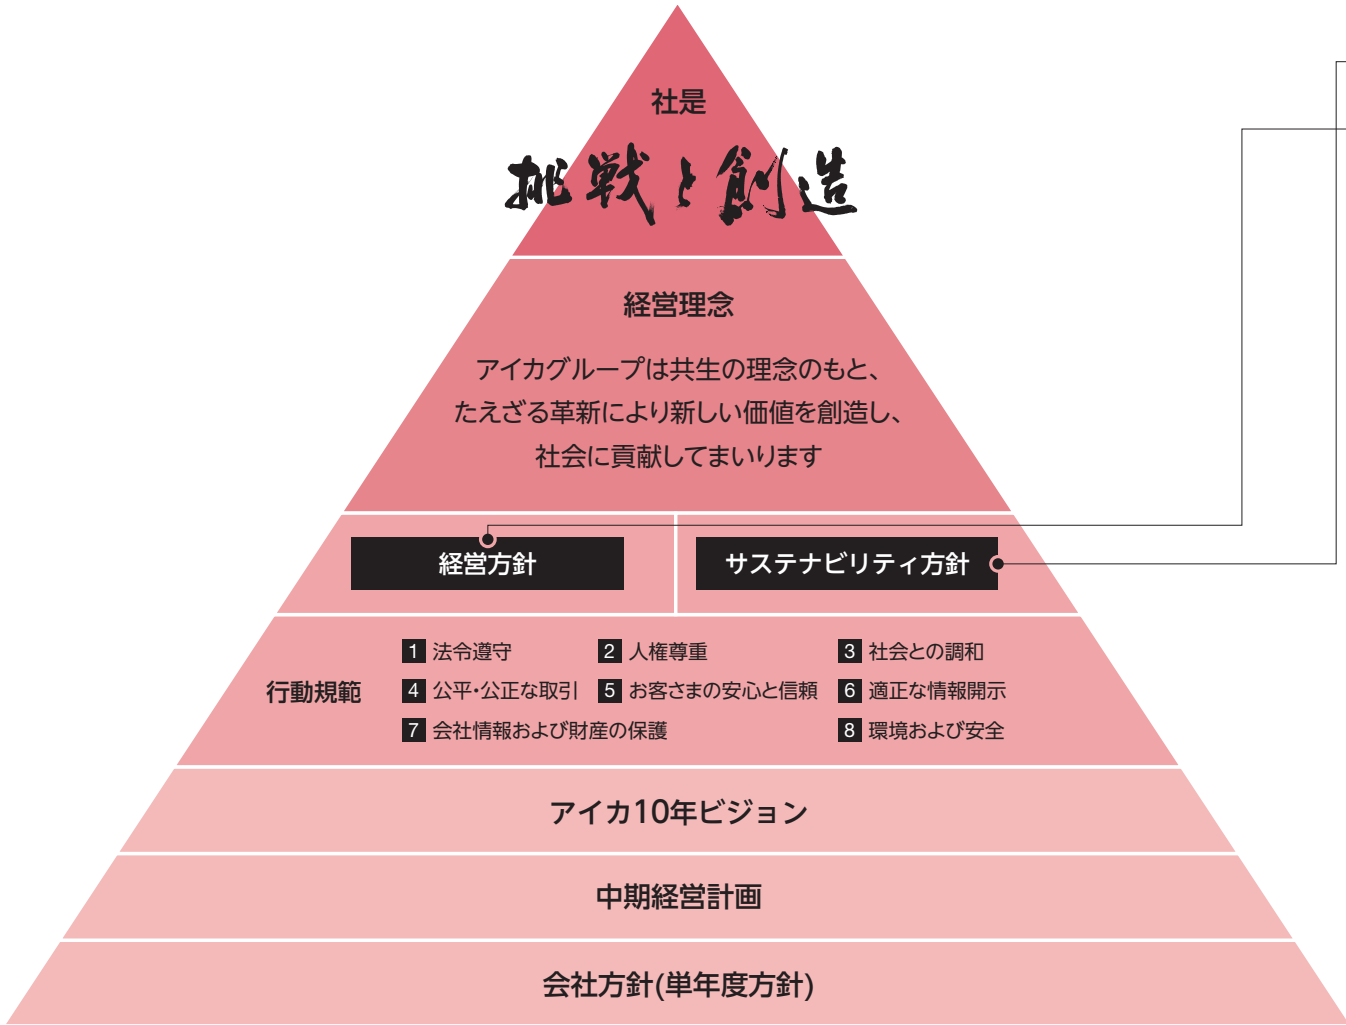 社是
挑戦と創造
経営理念
アイカグループは共生の理念のもと、
たえざる革新により新しい価値を創造し、
社会に貢献してまいります
経営方針
サステナビリティ方針
行動規範
1 法令遵守 2 人権尊重 3 社会との調和
4 公平・公正な取引 5 お客さまの安心と信頼 6 適正な情報開示
7 会社情報および財産の保護 8 環境および安全
アイカ10年ビジョン
中期経営計画
会社方針(単年度方針)